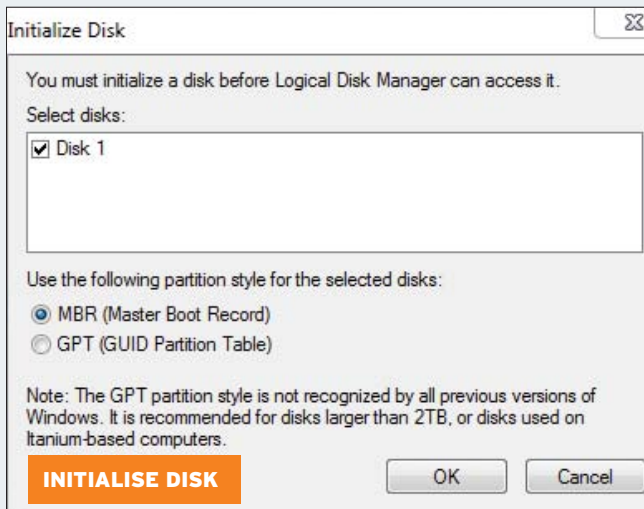 Initialize Disk
You must initialize a disk before Logical Disk Manager can access it.
Select disks:
Disk 1
Use the following partition style for the selected disks:
MBR (Master Boot Record)
GPT (GUID Partition Table)
Note: The GPT partition style is not recognized by all previous versions of
Windows. It is recommended for disks larger than 2TB, or disks used on
Itanium-based computers.
INITIALISE DISK
OK
Cancel